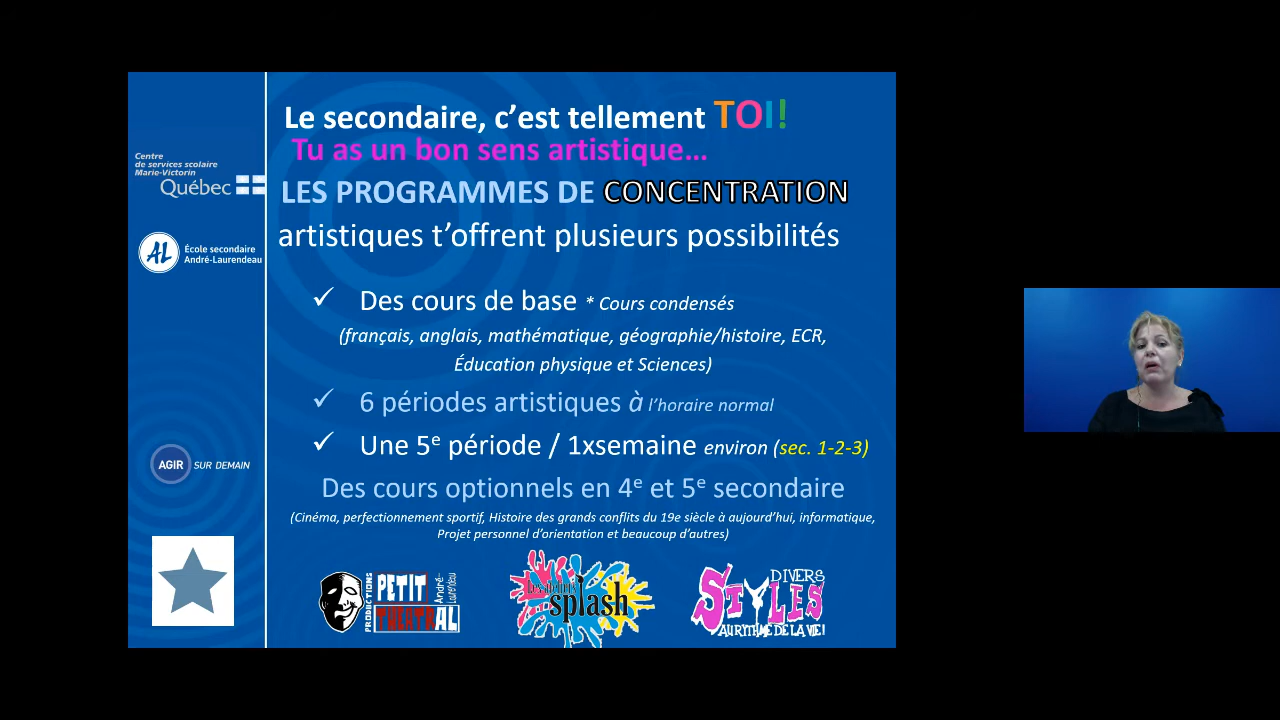 Le secondaire, c'est tellement TOI!
Tu as un bon sens artistique...
LES PROGRAMMES DE CONCENTRATION
artistiques t'offrent plusieurs possibilités
Centre
de services scolaire
Marie-Victorin
Québec
AL
École secondaire
André-Laurendeau
✓ Des cours de base * Cours condensés
(français, anglais, mathématique, géographie/histoire, ECR,
Éducation physique et Sciences)
✓ 6 périodes artistiques à l'horaire normal
✓ Une 5e période / 1xsemaine environ (sec. 1-2-3)
Des cours optionnels en 4e et 5e secondaire
(Cinéma, perfectionnement sportif, Histoire des grands conflits du 19e siècle à aujourd'hui, informatique,
Projet personnel d'orientation et beaucoup d'autres)
AGIR SUR DEMAIN
PRODUCTIONS
PETIT
THÉÂTRAL
André-
Laurendeau
Les ateliers
splash
DIVERS
STYLES
AU RYTHME DE LA VIE!